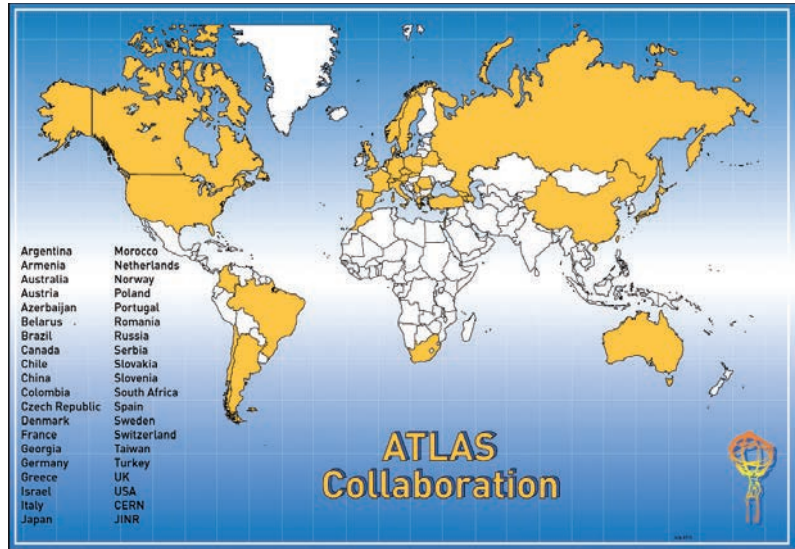 Argentina
Armenia
Australia
Austria
Azerbaijan
Belarus
Brazil
Canada
Chile
China
Colombia
Czech Republic
Denmark
France
Georgia
Germany
Greece
Israel
Italy
Japan
Morocco
Netherlands
Norway
Poland
Portugal
Romania
Russia
Serbia
Slovakia
Slovenia
South Africa
Spain
Sweden
Switzerland
Taiwan
Turkey
UK
USA
CERN
JINR
ATLAS
Collaboration